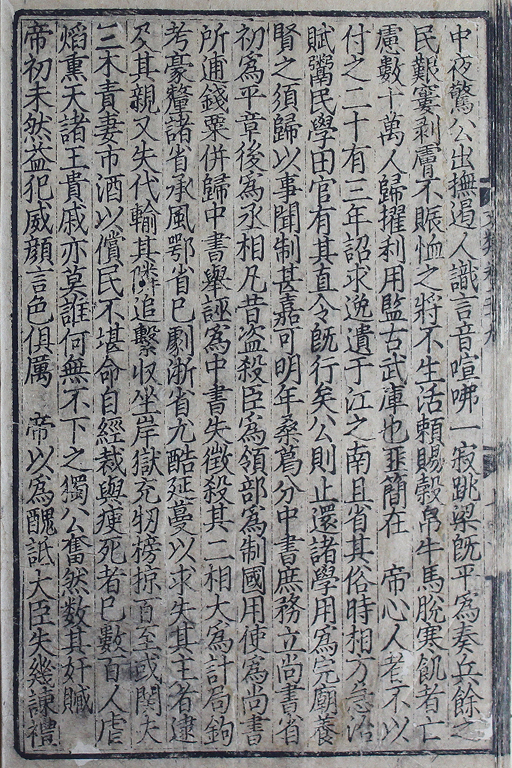 中夜驚公出撫遏人識言音喧咈一寂跳梁旣平爲奏兵餘之
民艱窶剥膚不賑恤之將不生活頼賜穀帛牛馬脫寒飢者亡
慮數十萬人歸擢利用監古武庫也簡在　帝心人者不以
付之二十有三年詔求逸遺于江之南且省其俗時相方急治
賦鬻民學田官有其直令旣行矣公則止還諸學用爲完廟養
賢之須歸以事聞制甚嘉可明年桑葛分中書庶務立尚書省
初爲平章後爲丞相凡昔盗殺臣爲領部爲制國用使爲尚書
所逋錢粟併歸中書舉誣爲中書失徵殺其二相大爲計局鉤
考豪釐諸省承風鄂省已劇浙省尤酷延蔓以求失其主者逮
及其親又失代輸其隣追繫收坐岸獄充牣榜掠百至或關夫
三木責妻市酒以償民不堪命自經裁與瘐死者已數百人虐
焰熏天諸王貴戚亦莫誰何無不下之獨公奮然数其奸贓
帝初未然益犯威顔言色俱厲　帝以爲醜詆大臣失幾諫禮